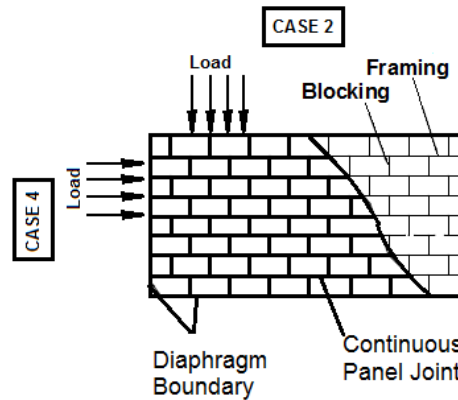 CASE 2
Load
Framing
Blocking
Load
CASE 4
Diaphragm
Boundary
Continuous
Panel Joint